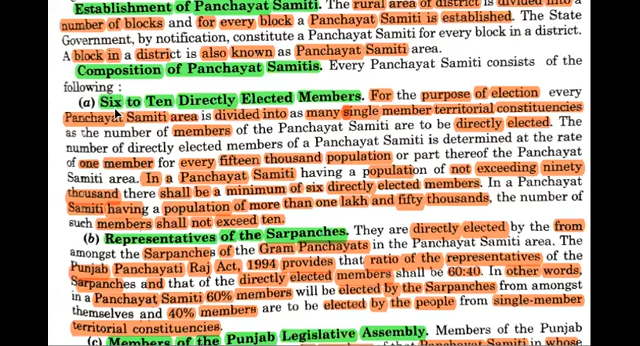 Establishment of Panchayat Samiti. The rural area of district is divided into a
number of blocks and for every block a Panchayat Samiti is established. The State
Government, by notification, constitute a Panchayat Samiti for every block in a district.
A block in a district is also known as Panchayat Samiti area.
Composition of Panchayat Samitis. Every Panchayat Samiti consists of the
following :
(a) Six to Ten Directly Elected Members. For the purpose of election every
Panchayat Samiti area is divided into as many single member territorial constituencies
as the number of members of the Panchayat Samiti are to be directly elected. The
number of directly elected members of a Panchayat Samiti is determined at the rate
of one member for every fifteen thousand population or part thereof the Panchayat
Samiti area. In a Panchayat Samiti having a population of not exceeding ninety
thousand there shall be a minimum of six directly elected members. In a Panchayat
Samiti having a population of more than one lakh and fifty thousands, the number of
such members shall not exceed ten.
(b) Representatives of the Sarpanches. They are directly elected by the from
amongst the Sarpanches of the Gram Panchayats in the Panchayat Samiti area. The
Punjab Panchayati Raj Act, 1994 provides that ratio of the representatives of the
Sarpanches and that of the directly elected members shall be 60:40. In other words,
in a Panchayat Samiti 60% members will be elected by the Sarpanches from amongst
themselves and 40% members are to be elected by the people from single-member
territorial constituencies.
(c) Members of the Punjab Legislative Assembly. Members of the Punjab
of that Panchayat Samiti in whose